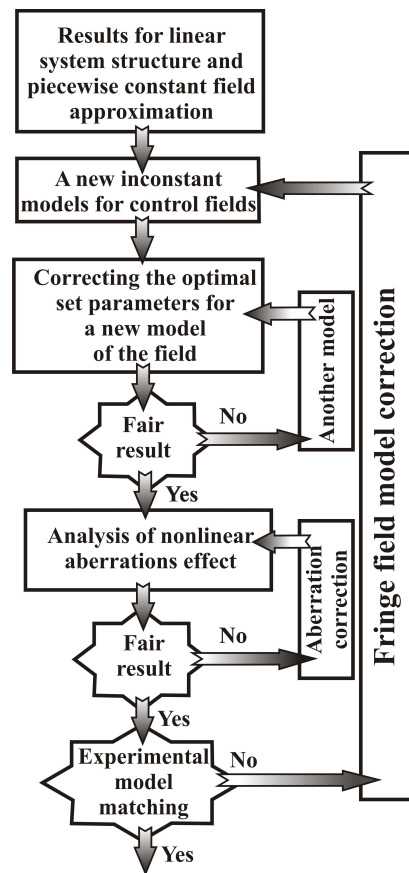 Results for linear
system structure and
piecewise constant field
approximation
A new inconstant
models for control fields
Correcting the optimal
set parameters for
a new model
of the field
Another model
Fair
result
No
Yes
Analysis of nonlinear
aberrations effect
Aberration
correction
Fair
result
No
Yes
Experimental
model
matching
No
Yes
Fringe field model correction